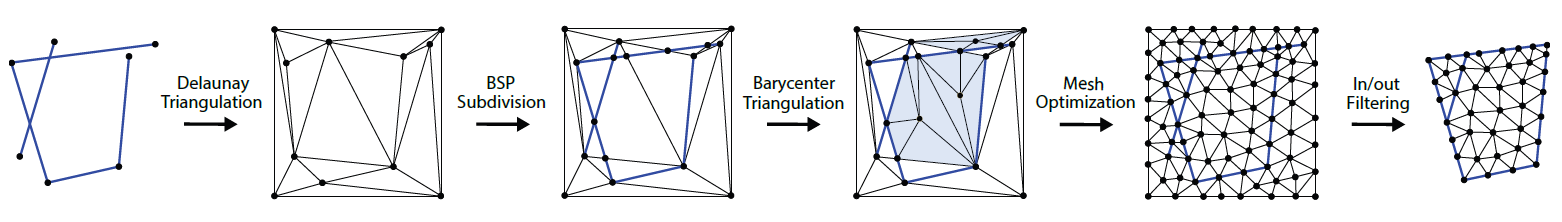 Delaunay
Triangulation
BSP
Subdivision
Barycenter
Triangulation
Mesh
Optimization
In/out
Filtering